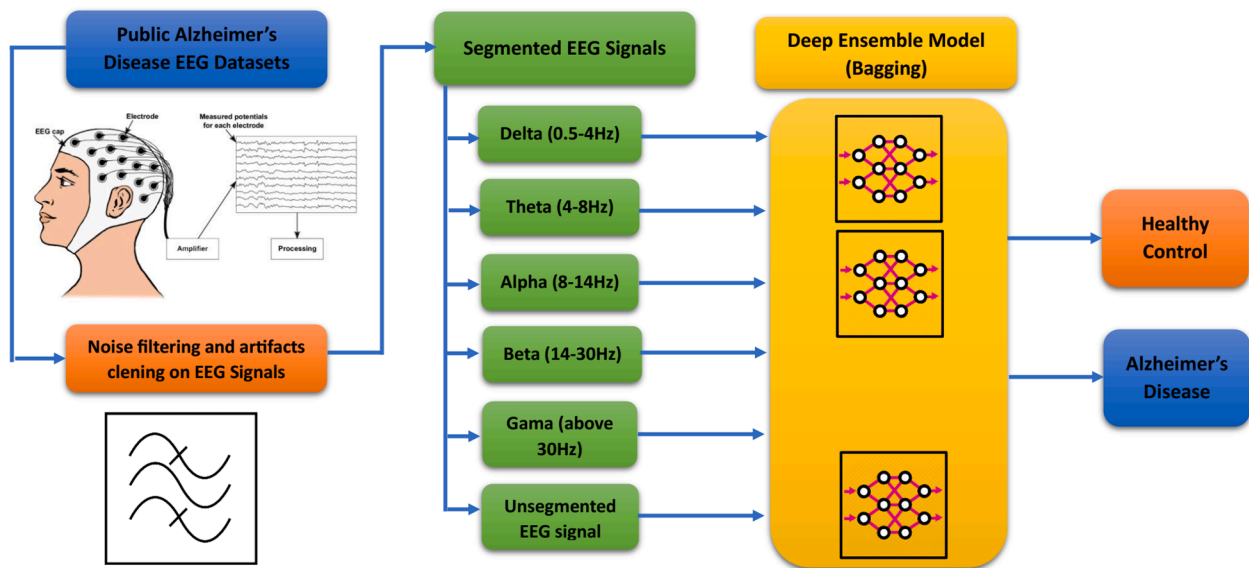 Public Alzheimer's
Disease EEG Datasets
EEG cap
Electrode
Measured potentials
for each electrode
Amplifier
Processing
Noise filtering and artifacts
clening on EEG Signals
Segmented EEG Signals
Delta (0.5-4Hz)
Theta (4-8Hz)
Alpha (8-14Hz)
Beta (14-30Hz)
Gama (above
30Hz)
Unsegmented
EEG signal
Deep Ensemble Model
(Bagging)
Healthy
Control
Alzheimer's
Disease